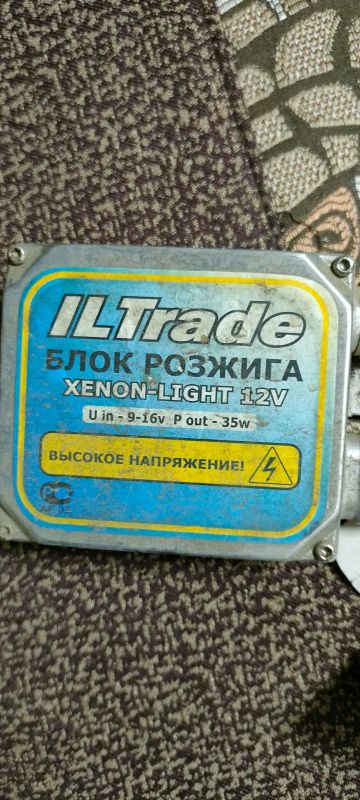 ILTrade
БЛОК РОЗЖИГА
XENON-LIGHT 12V
U in - 9-16v P out - 35w
ВЫСОКОЕ НАПРЯЖЕНИЕ!